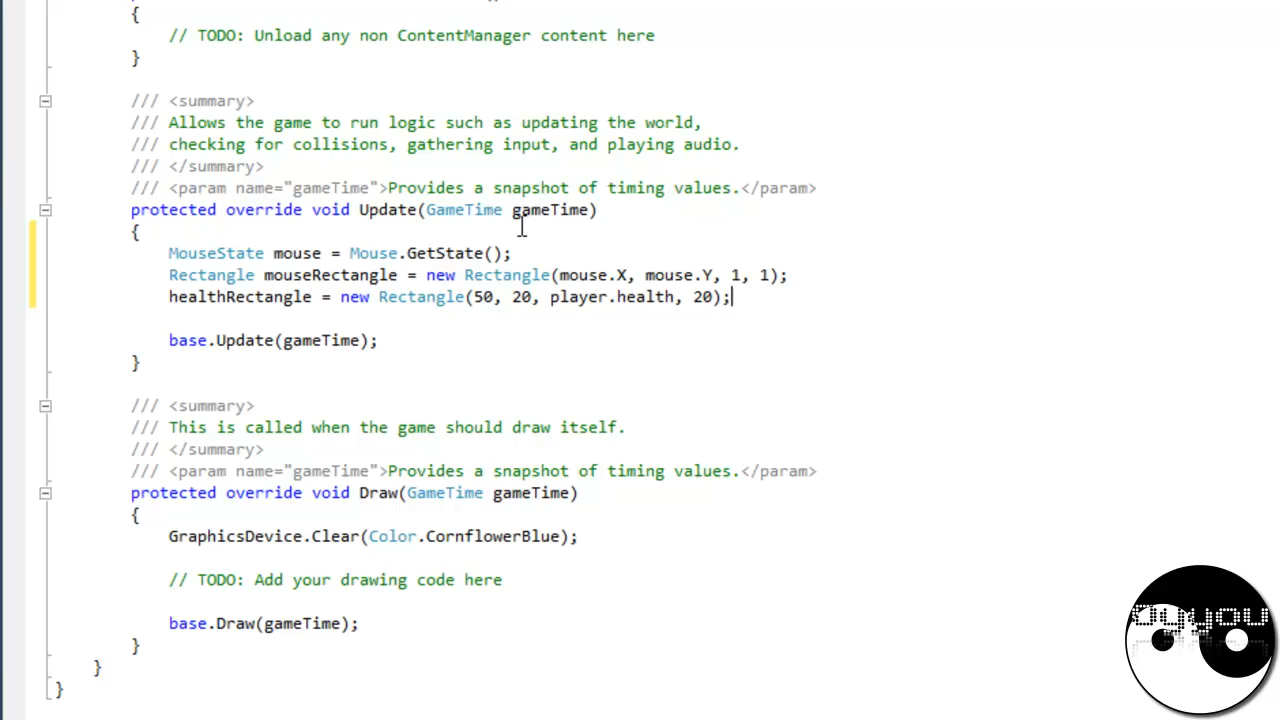 {
// TODO: Unload any non ContentManager content here
}
/// <summary>
/// Allows the game to run logic such as updating the world,
/// checking for collisions, gathering input, and playing audio.
/// </summary>
/// <param name="gameTime">Provides a snapshot of timing values.</param>
protected override void Update(GameTime gameTime)
{
MouseState mouse = Mouse.GetState();
Rectangle mouseRectangle = new Rectangle(mouse.X, mouse.Y, 1, 1);
healthRectangle = new Rectangle(50, 20, player.health, 20);
base.Update(gameTime);
}
/// <summary>
/// This is called when the game should draw itself.
/// </summary>
/// <param name="gameTime">Provides a snapshot of timing values.</param>
protected override void Draw(GameTime gameTime)
{
GraphicsDevice.Clear(Color.CornflowerBlue);
// TODO: Add your drawing code here
base.Draw(gameTime);
}
}
}